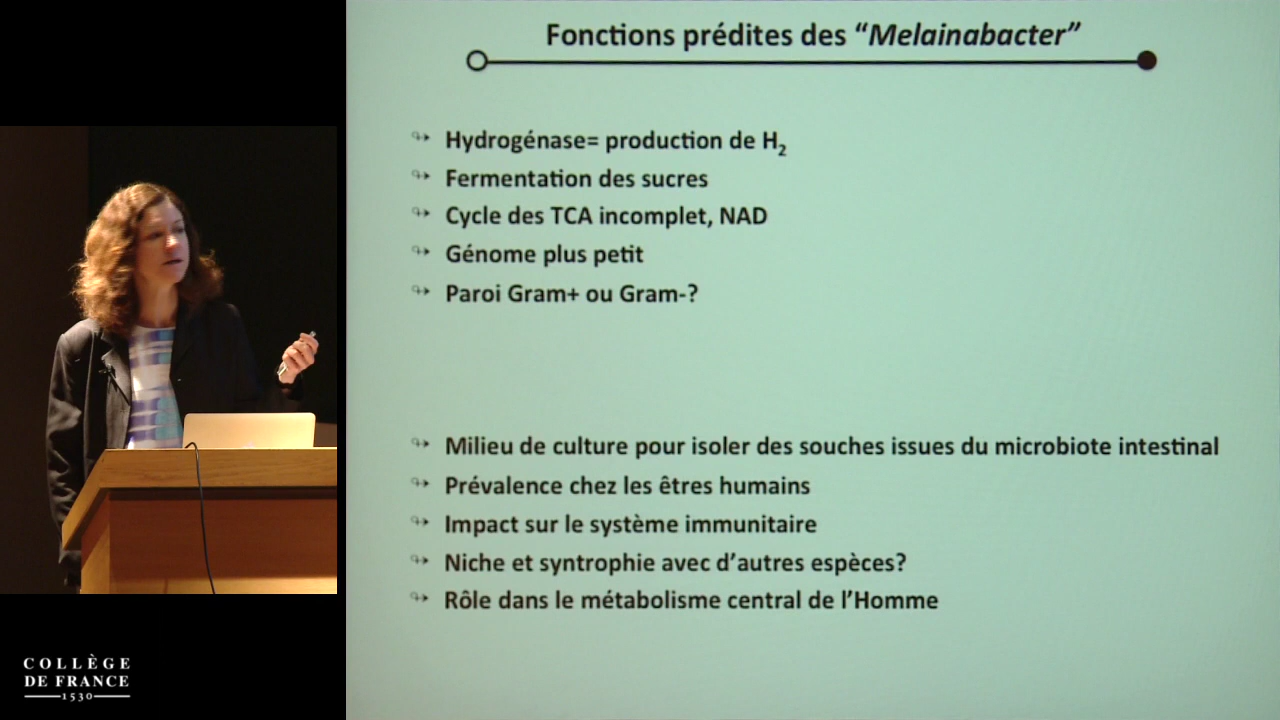 Fonctions prédites des “Melainabacter”
Hydrogénase= production de H2
Fermentation des sucres
Cycle des TCA incomplet, NAD
Génome plus petit
Paroi Gram+ ou Gram-?
Milieu de culture pour isoler des souches issues du microbiote intestinal
Prévalence chez les êtres humains
Impact sur le système immunitaire
Niche et syntrophie avec d’autres espèces?
Rôle dans le métabolisme central de l’Homme
COLLÈGE
DE FRANCE
1530